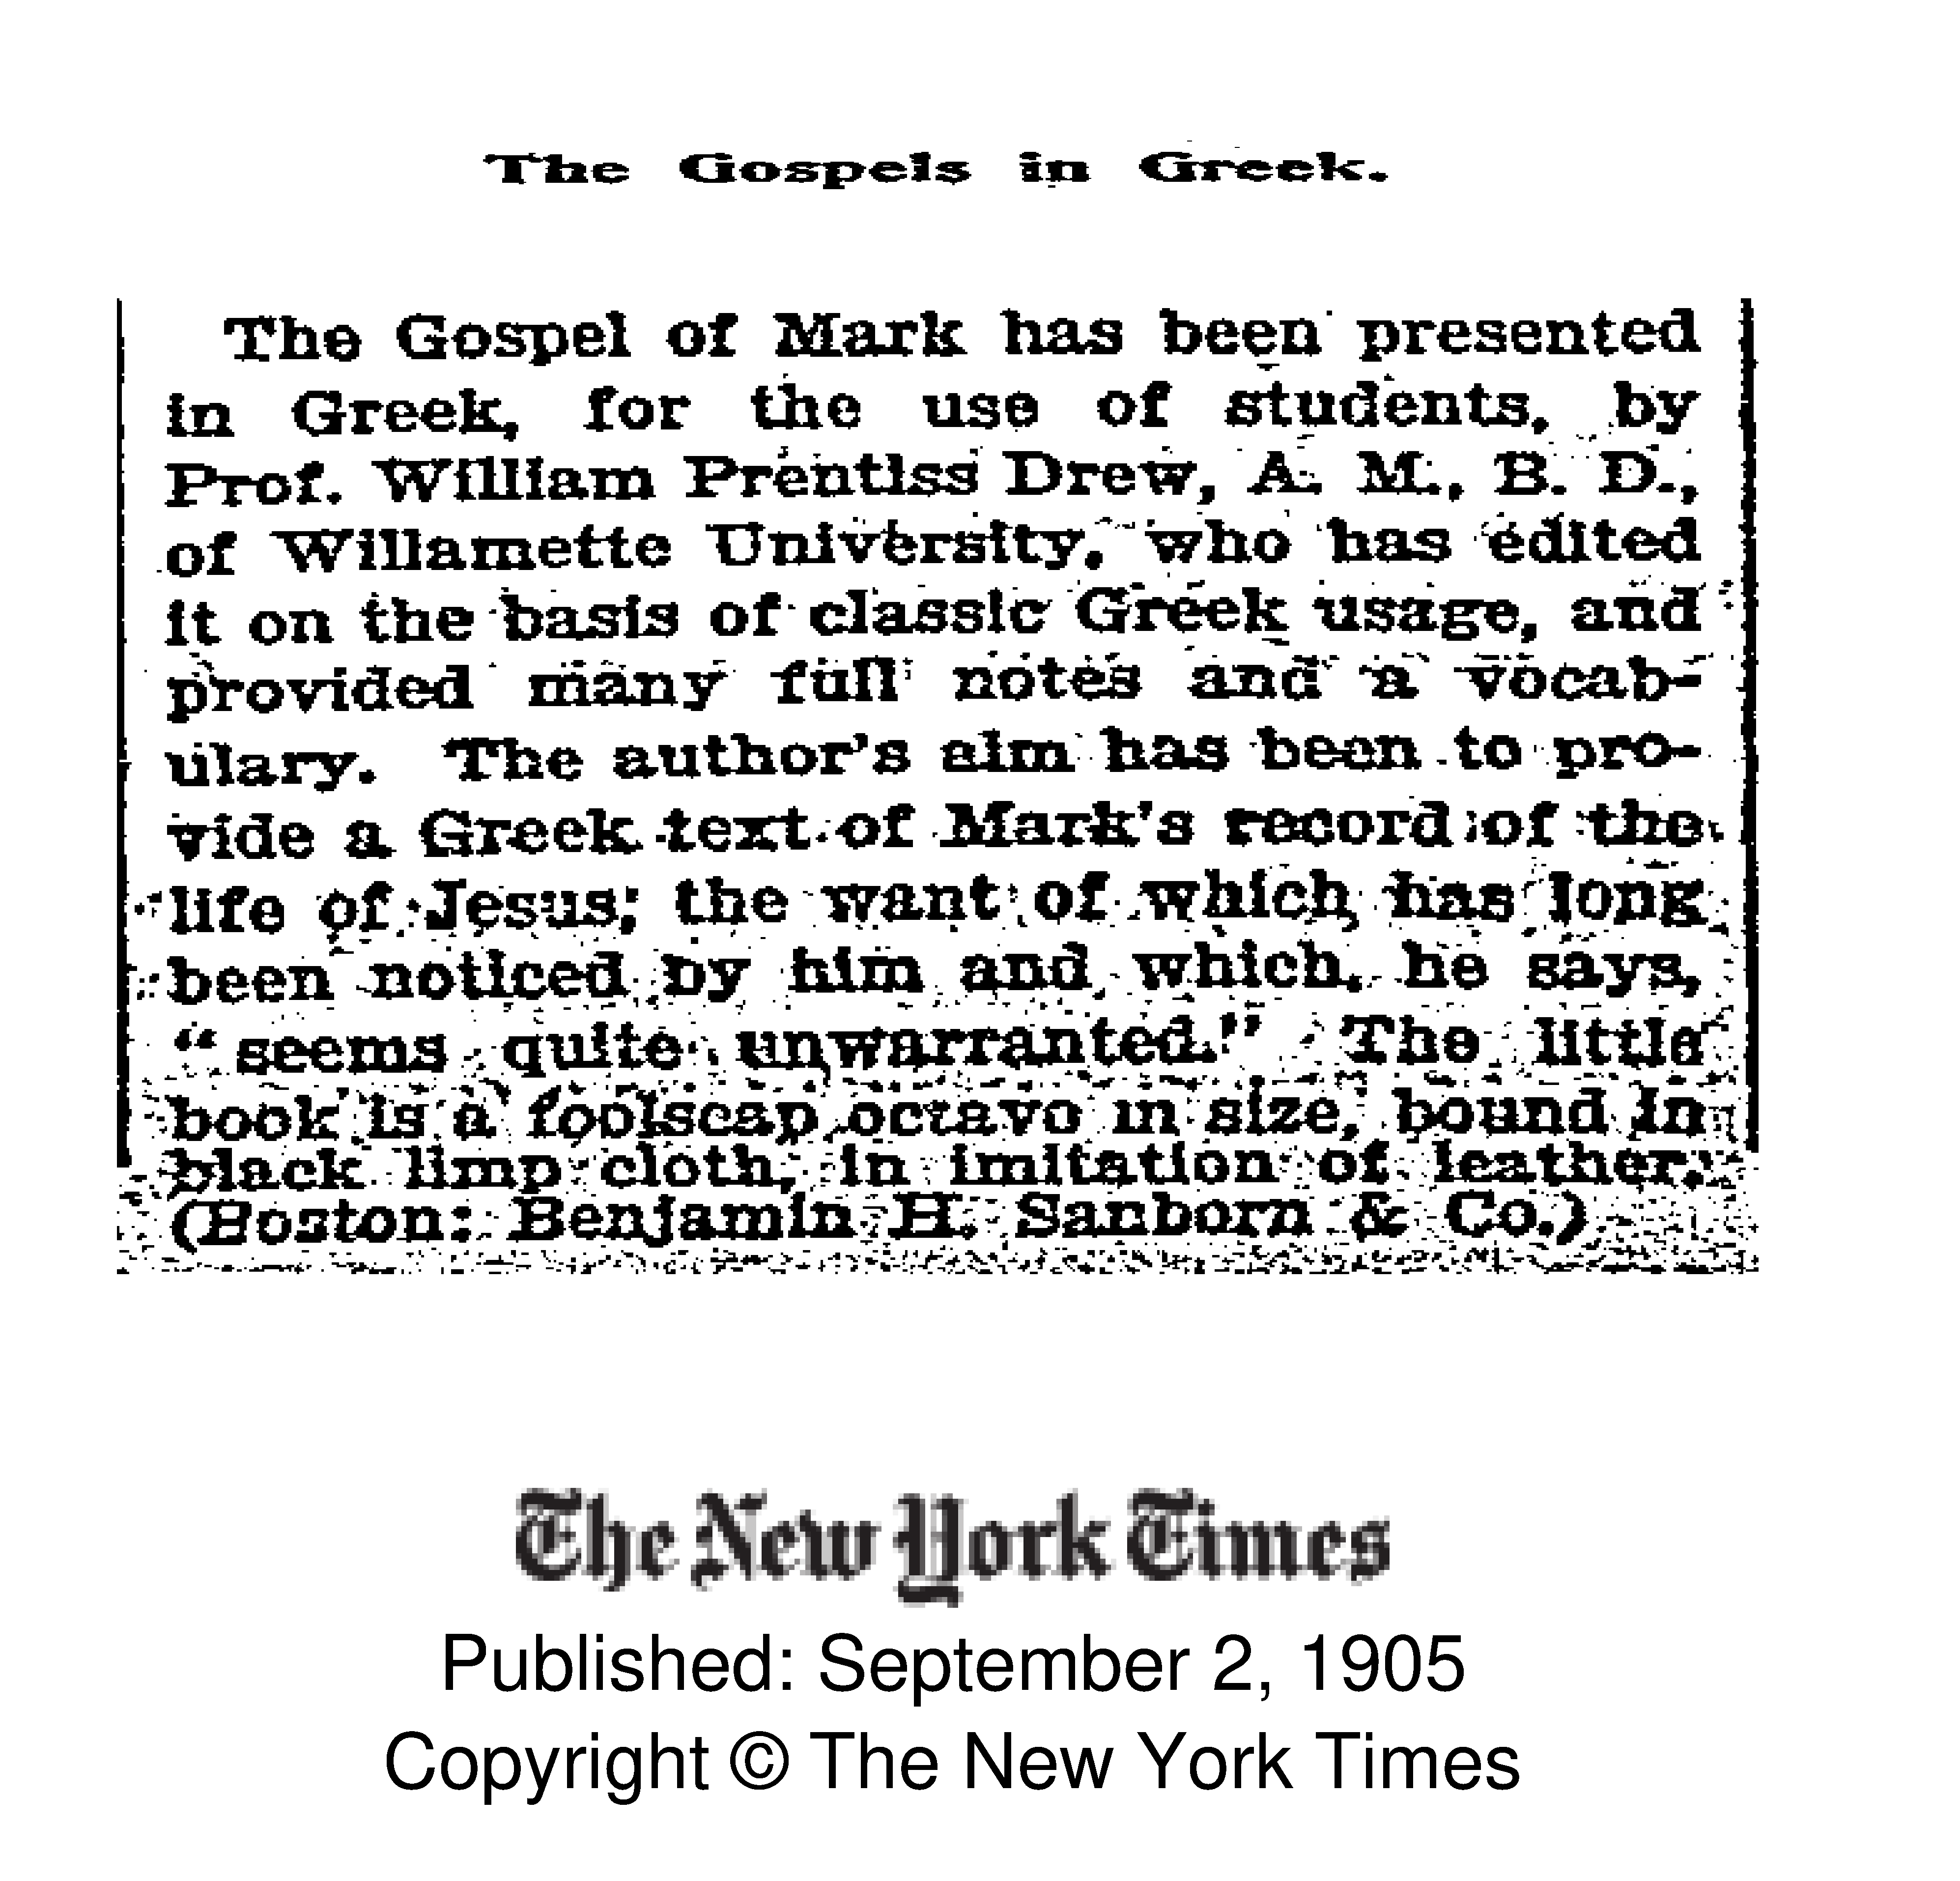 The Gospels in Greek.
The Gospel of Mark has been presented
in Greek, for the use of students, by
Prof. William Prentiss Drew, A. M., B. D.,
of Willamette University, who has edited
it on the basis of classic Greek usage, and
provided many full notes and a vocab-
ulary. The author's aim has been to pro-
vide a Greek text of Mark's record of the
life of Jesus; the want of which has long
been noticed by him and which, he says,
"seems quite unwarranted." The little
book is a foolscap octavo in size, bound in
black limp cloth, in imitation of leather.
(Boston: Benjamin H. Sanborn & Co.)
The New York Times
Published: September 2, 1905
Copyright © The New York Times